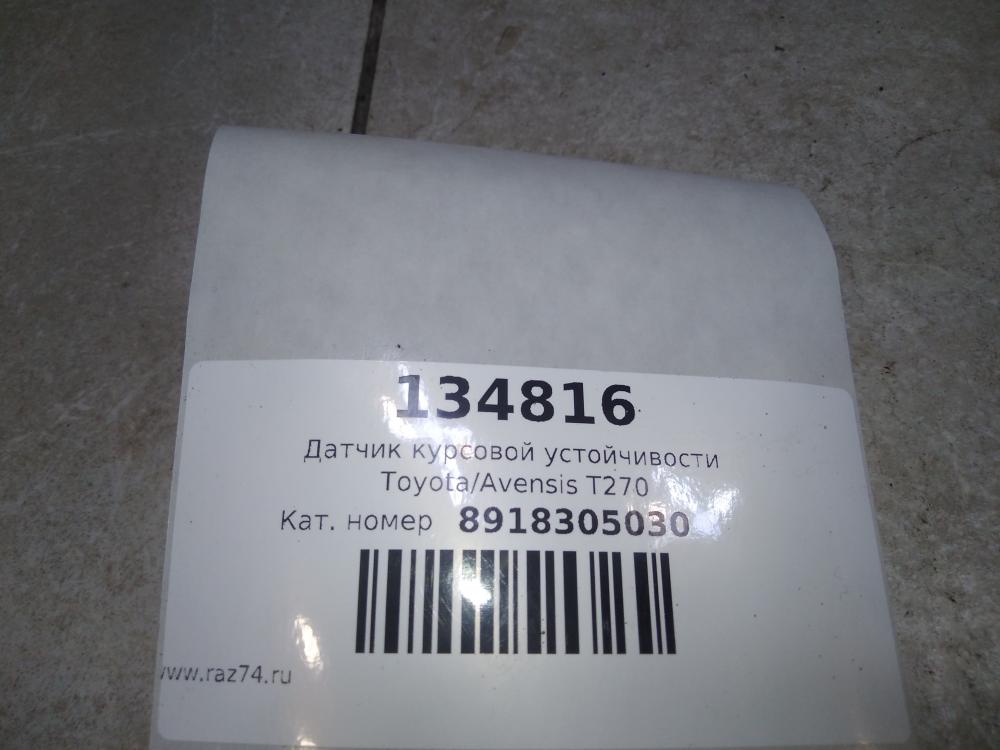 134816
Датчик курсовой устойчивости
Toyota/Avensis T270
Кат. номер 8918305030
www.raz74.ru